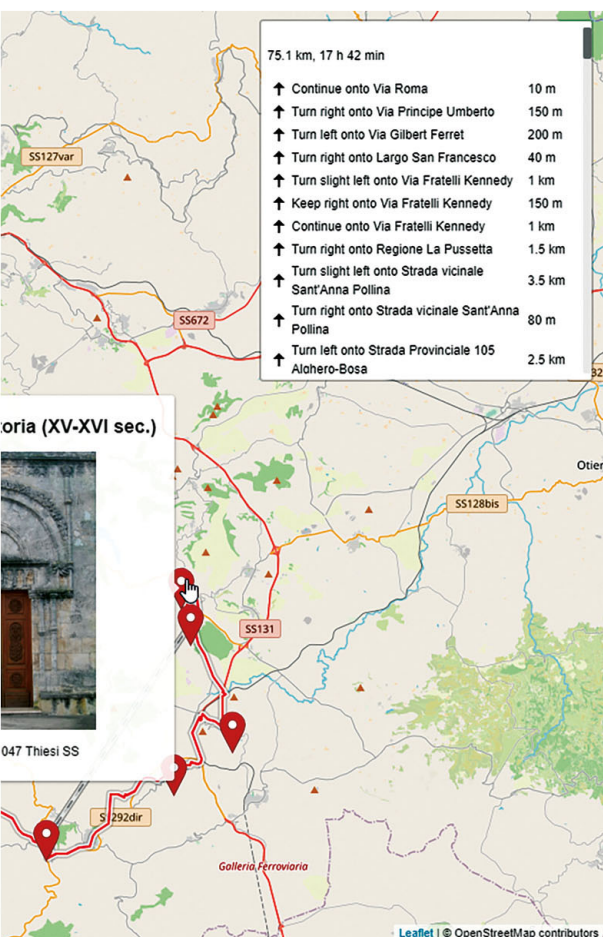 75.1 km, 17 h 42 min
Continue onto Via Roma 10 m
Turn right onto Via Principe Umberto 150 m
Turn left onto Via Gilbert Ferret 200 m
Turn right onto Largo San Francesco 40 m
Turn slight left onto Via Fratelli Kennedy 1 km
Keep right onto Via Fratelli Kennedy 150 m
Continue onto Via Fratelli Kennedy 1 km
Turn right onto Regione La Pussetta 1.5 km
Turn slight left onto Strada vicinale
Sant'Anna Pollina 3.5 km
Turn right onto Strada vicinale Sant'Anna
Pollina 80 m
Turn left onto Strada Provinciale 105
Alghero-Bosa 2.5 km
SS127var
SS672
toria (XV-XVI sec.)
Otier
SS128bis
SS131
047 Thiesi SS
SS292dir
Galleria Ferroviaria
Leaflet | © OpenStreetMap contributors